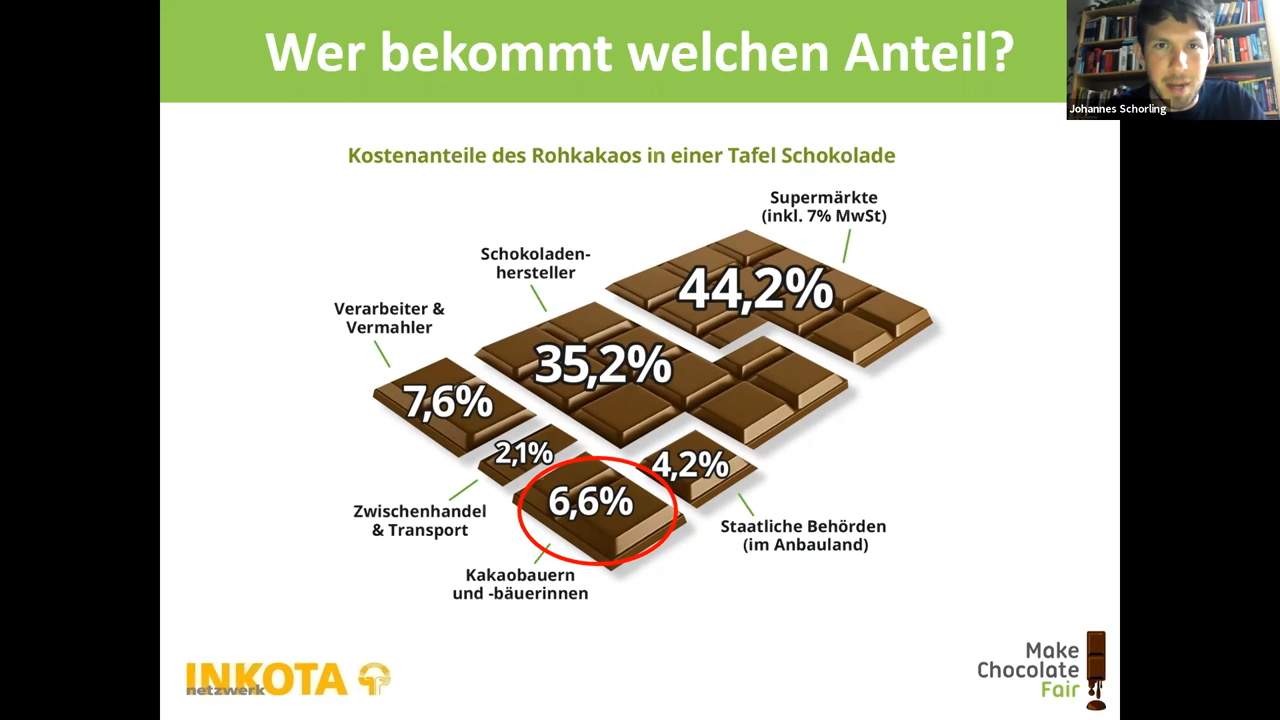 Wer bekommt welchen Anteil?
Johannes Schorling
Kostenanteile des Rohkakaos in einer Tafel Schokolade
Supermärkte
(inkl. 7% MwSt)
44,2%
Schokoladen-
hersteller
35,2%
Verarbeiter &
Vermahler
7,6%
2,1%
Zwischenhandel
& Transport
6,6%
Kakaobauern
und -bäuerinnen
4,2%
Staatliche Behörden
(im Anbauland)
INKOTA
netzwerk
Make
Chocolate
Fair